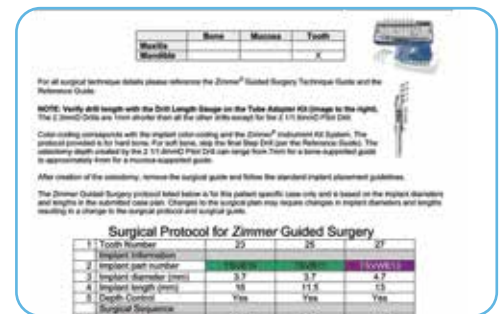 Bone Mucosa Tooth
Maxilla
Mandible X
For all surgical technique details please reference the Zimmer® Guided Surgery Technique Guide and the
Reference Guide.
NOTE: Verify drill length with the Drill Length Gauge on the Tube Adapter Kit (image to the right).
The 2.3mmD Drills are 1mm shorter than all the other drills except for the 2.1/1.6mmD Pilot Drill.
Color-coding corresponds with the implant color-coding and the Zimmer® Instrument Kit System. The
protocol provided is for hard bone. For soft bone, skip the final Step Drill (per the Reference Guide). The
osteotomy depth created by the 2.1/1.6mmD Pilot Drill can range from 7mm for a bone-supported guide
to approximately 4mm for a mucosa-supported guide.
After creation of the osteotomy, remove the surgical guide and follow the standard implant placement guidelines.
The Zimmer Guided Surgery protocol listed below is for this patient specific case only and is based on the implant diameters
and lengths in the submitted case plan. Changes to the surgical plan may require changes in implant diameters and lengths
resulting in a change to the surgical protocol and surgical guide.
Surgical Protocol for Zimmer Guided Surgery
1 Tooth Number 23 25 27
Implant Information
2 Implant part number
3 Implant diameter (mm) 3.7 3.7 4.7
4 Implant length (mm) 16 11.5 13
5 Depth Control Yes Yes Yes
Surgical Sequence